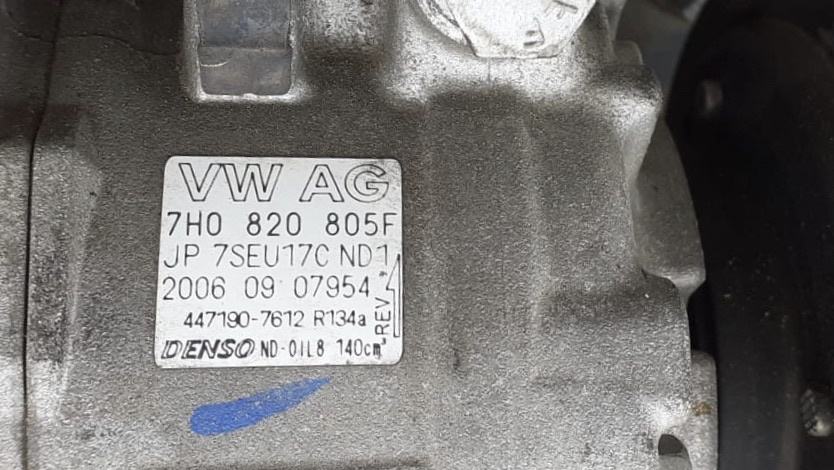 VW AG
7H0 820 805F
JP 7SEU17C ND1
2006 09 07954
447190-7612 R134a
REV
DENSO ND-OIL8 140cm³